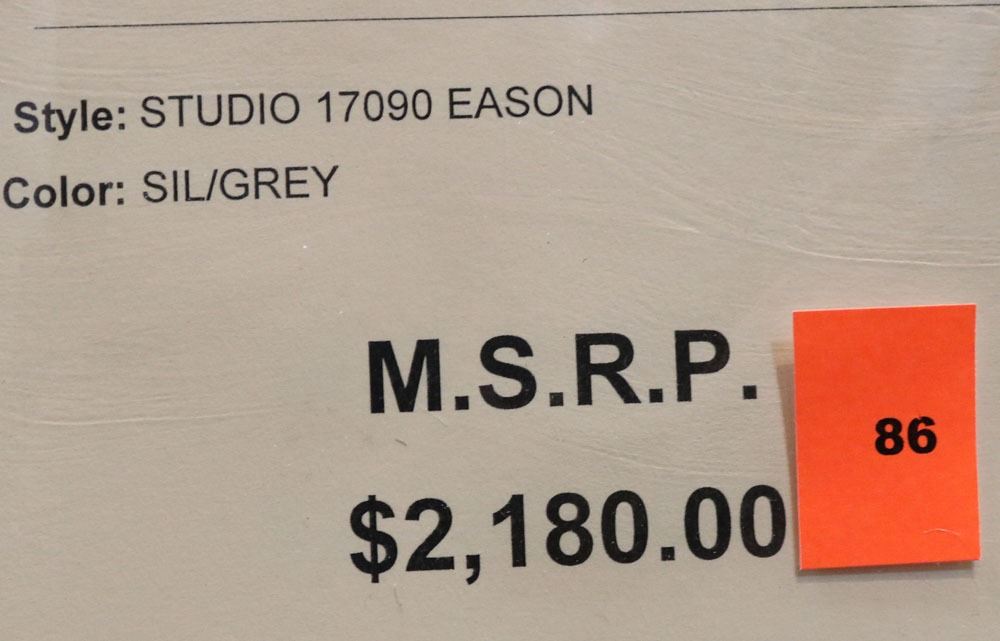 Style: STUDIO 17090 EASON
Color: SIL/GREY
M.S.R.P.
86
$2,180.00